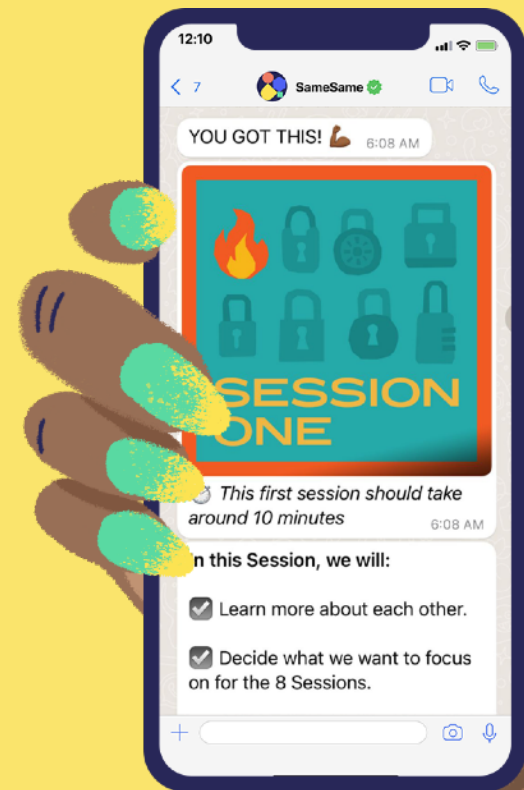 12:10
7
SameSame
YOU GOT THIS! 💪🏾
6:08 AM
SESSION
ONE
This first session should take
around 10 minutes
6:08 AM
In this Session, we will:
☑ Learn more about each other.
☑ Decide what we want to focus
on for the 8 Sessions.